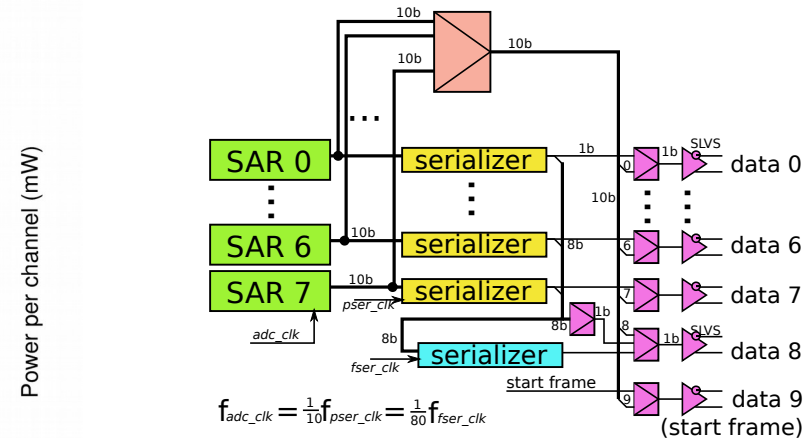 Power per channel (mW)
10b
10b
SAR 0
serializer
1b
1b
SLVS
data 0
0
10b
SAR 6
10b
serializer
8b
6
data 6
SAR 7
10b
serializer
7
data 7
pser_clk
adc_clk
8b
1b
8
8b
serializer
fser_clk
1b
SLVS
data 8
start frame
9
data 9
(start frame)
f_adc_clk = 1/10 f_pser_clk = 1/80 f_fser_clk